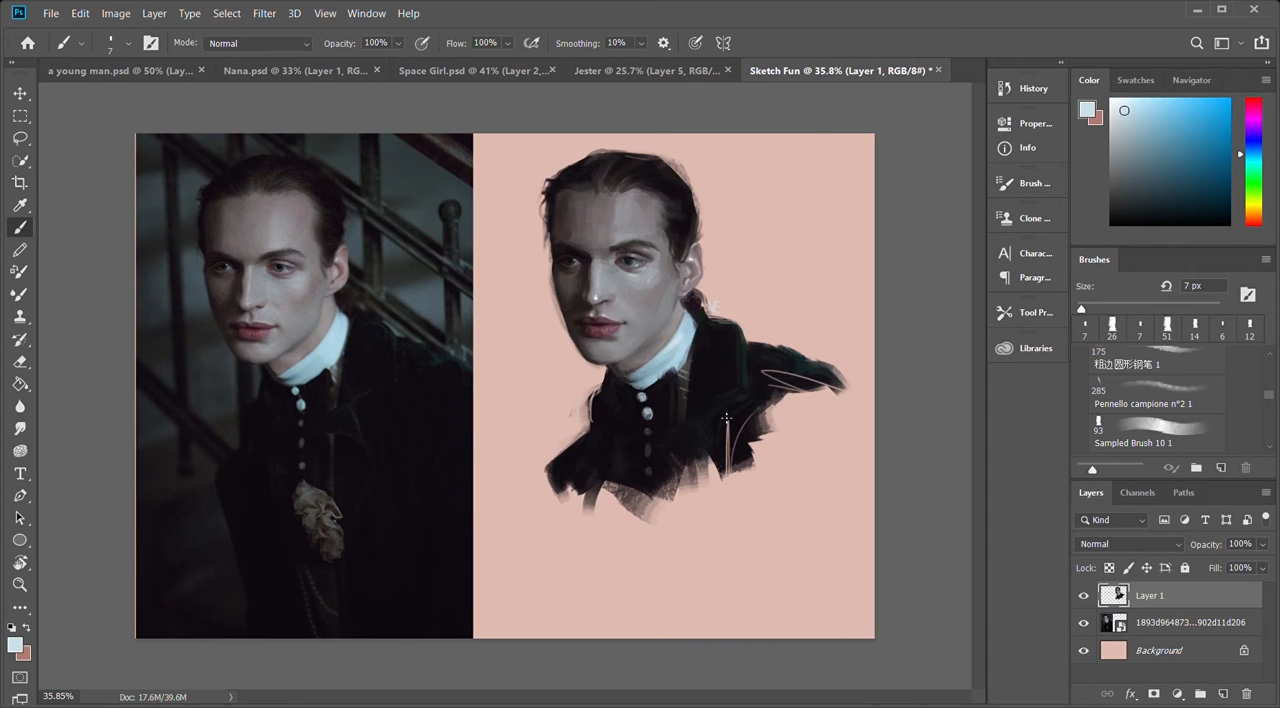 Ps File Edit Image Layer Type Select Filter 3D View Window Help
7 Mode: Normal Opacity: 100% Flow: 100% Smoothing: 10%
a young man.psd @ 50% (Lay... Nana.psd @ 33% (Layer 1, RG... Space Girl.psd @ 41% (Layer 2,... Jester @ 25.7% (Layer 5, RGB/... Sketch Fun @ 35.8% (Layer 1, RGB/8#) *
History
Proper...
Info
Brush ...
Clone ...
Charac...
Paragr...
Tool Pr...
Libraries
Color Swatches Navigator
Brushes
Size: 7 px
7 26 7 51 14 6 12
175
粗边圆形钢笔 1
285
Pennello campione n°2 1
93
Sampled Brush 10 1
Layers Channels Paths
Kind
Normal Opacity: 100%
Lock: Fill: 100%
Layer 1
1893d964873...902d11d206
Background
fx
35.85% Doc: 17.6M/39.6M